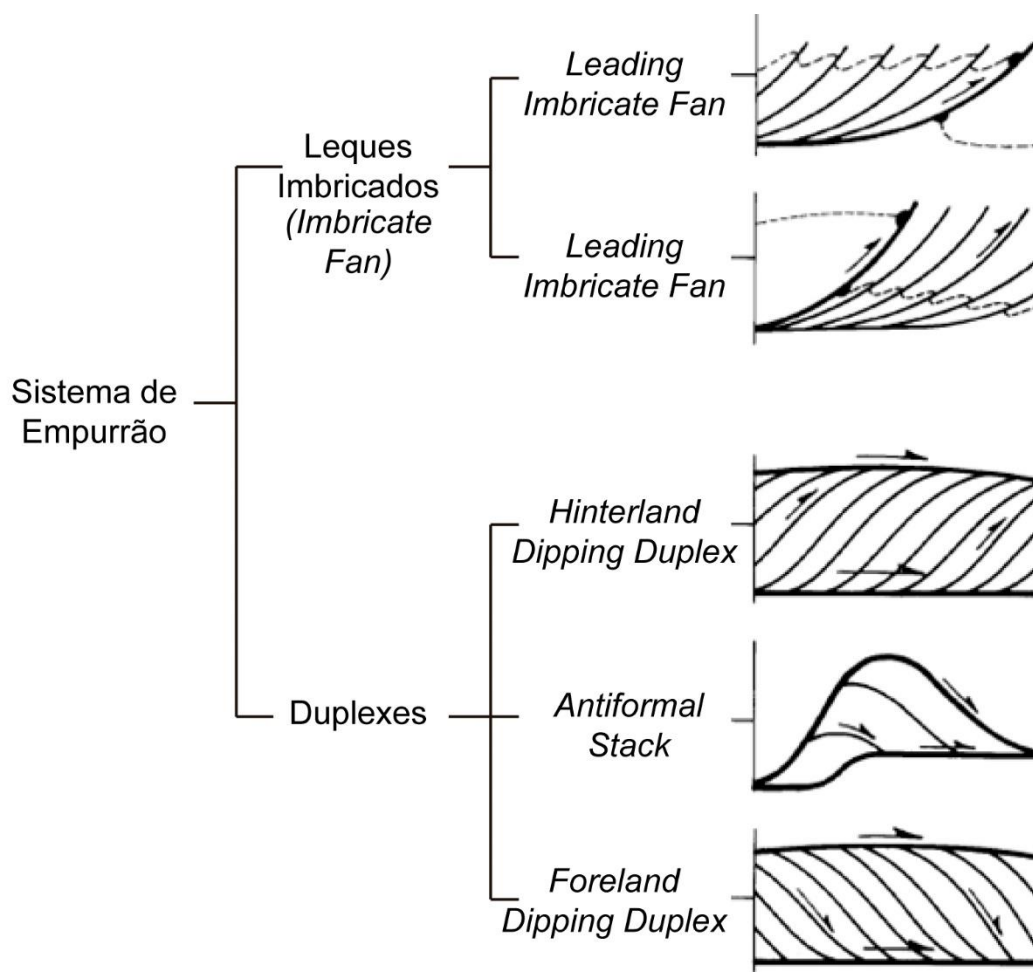 Leading
Imbricate Fan
Leques
Imbricados
(Imbricate
Fan)
Leading
Imbricate Fan
Sistema de
Empurrão
Hinterland
Dipping Duplex
Duplexes
Antiformal
Stack
Foreland
Dipping Duplex